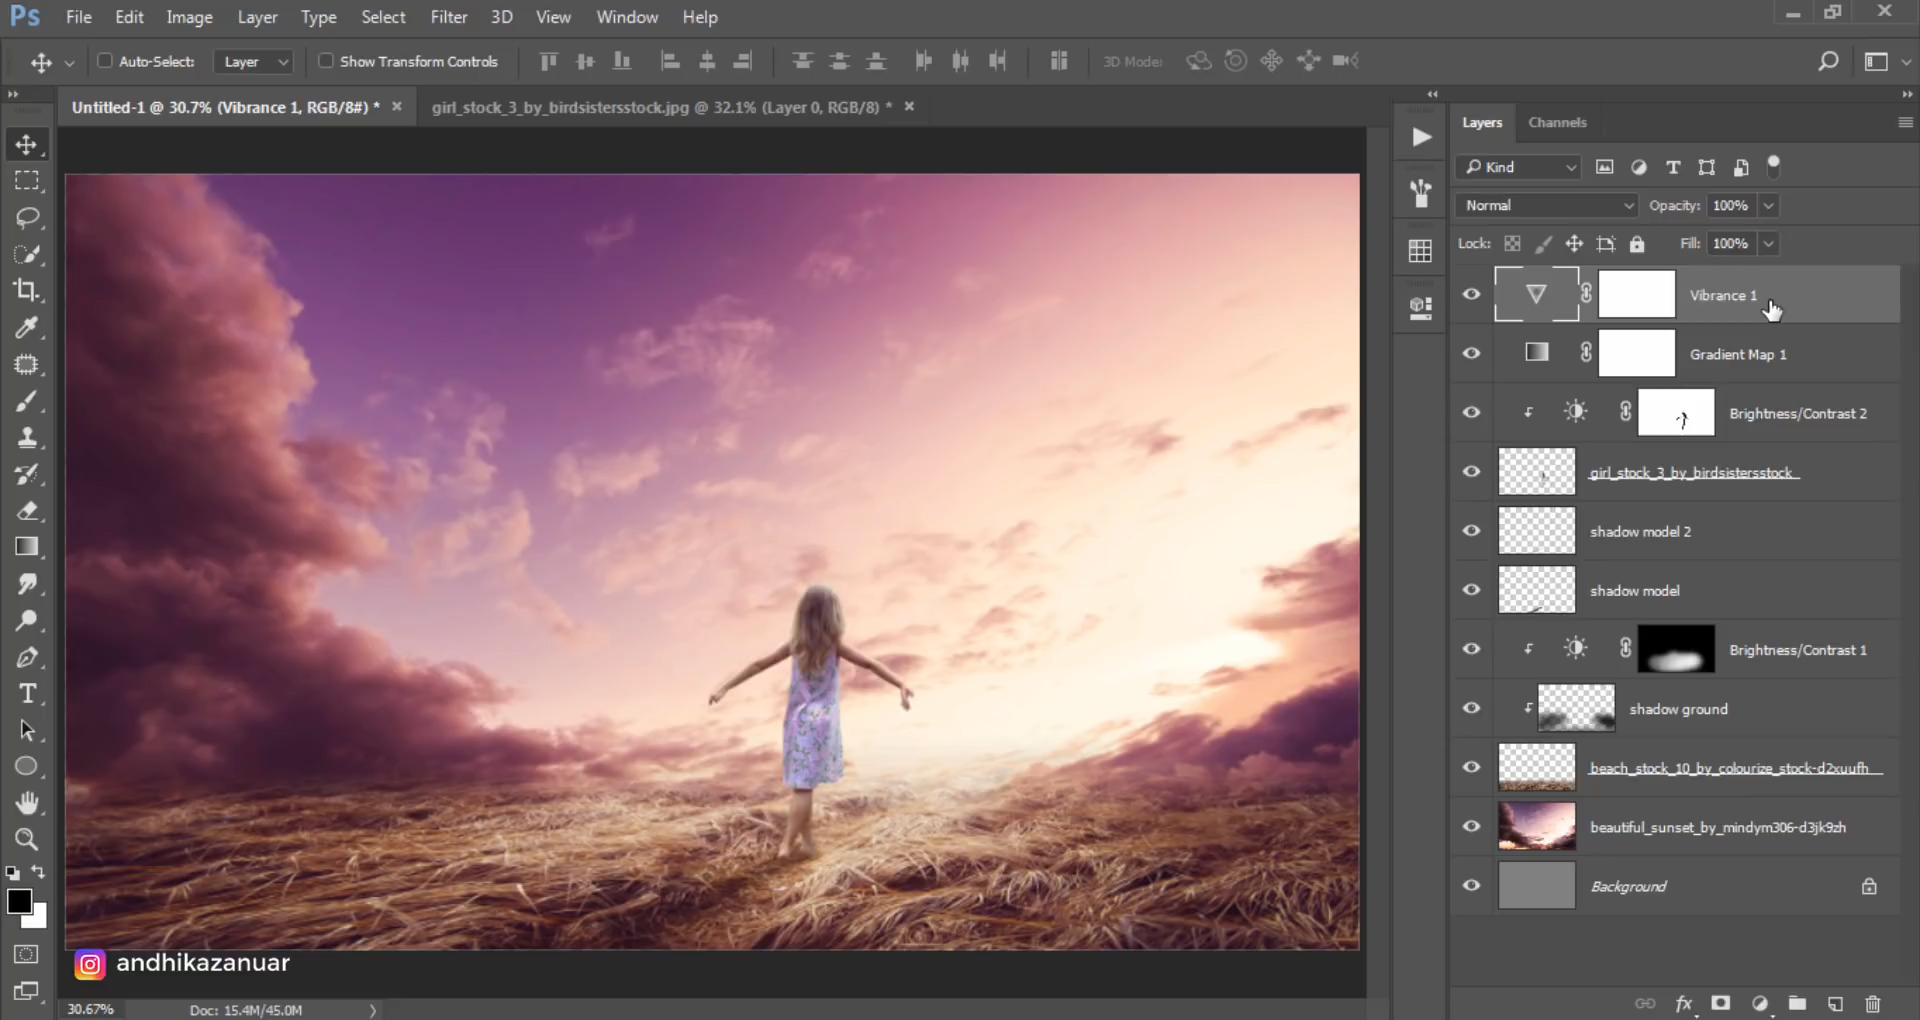 Ps File Edit Image Layer Type Select Filter 3D View Window Help
Auto-Select: Layer Show Transform Controls 3D Mode:
Untitled-1 @ 30.7% (Vibrance 1, RGB/8#) * × girl_stock_3_by_birdsistersstock.jpg @ 32.1% (Layer 0, RGB/8) * ×
Layers Channels
Kind
Normal Opacity: 100%
Lock: Fill: 100%
Vibrance 1
Gradient Map 1
Brightness/Contrast 2
girl_stock_3_by_birdsistersstock
shadow model 2
shadow model
Brightness/Contrast 1
shadow ground
beach_stock_10_by_colourize_stock-d2xuufh
beautiful_sunset_by_mindym306-d3jk9zh
Background
andhikazanuar
30.67% Doc: 15.4M/45.0M
fx